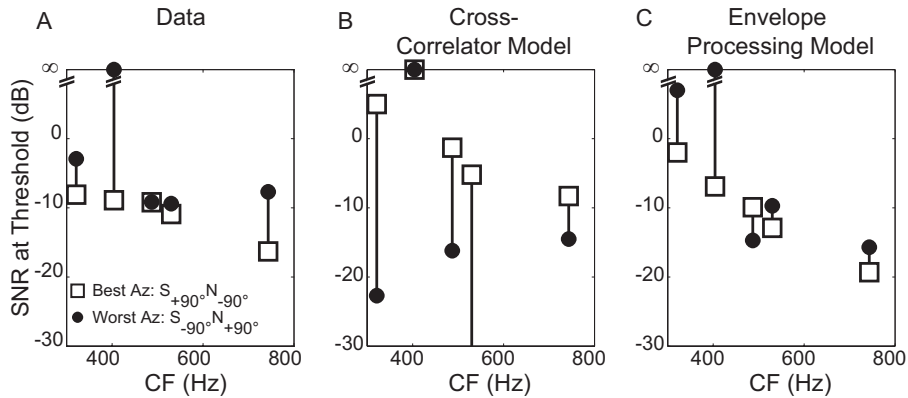 A
Data
B
Cross-
Correlator Model
C
Envelope
Processing Model
SNR at Threshold (dB)
∞
0
-10
-20
-30
∞
0
-10
-20
-30
∞
0
-10
-20
-30
Best Az: S+90°N-90°
Worst Az: S-90°N+90°
400
600
800
400
600
800
400
600
800
CF (Hz)
CF (Hz)
CF (Hz)